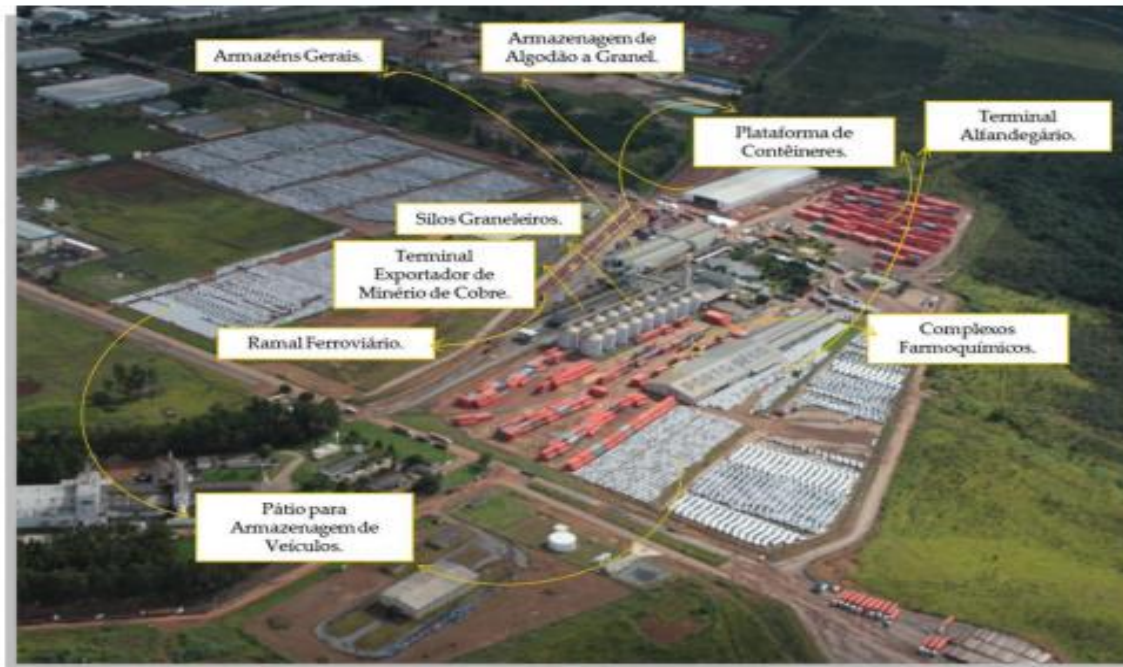 Armazéns Gerais.
Armazenagem de
Algodão a Granel.
Plataforma de
Contêineres.
Terminal
Alfandegário.
Silos Graneleiros.
Terminal
Exportador de
Minério de Cobre.
Ramal Ferroviário.
Complexos
Farmoquímicos.
Pátio para
Armazenagem de
Veículos.